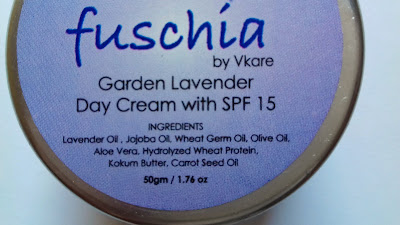 fuschia
by Vkare
Garden Lavender
Day Cream with SPF 15
INGREDIENTS
Lavender Oil , Jojoba Oil, Wheat Germ Oil, Olive Oil,
Aloe Vera, Hydrolyzed Wheat Protein,
Kokum Butter, Carrot Seed Oil
50gm / 1.76 oz